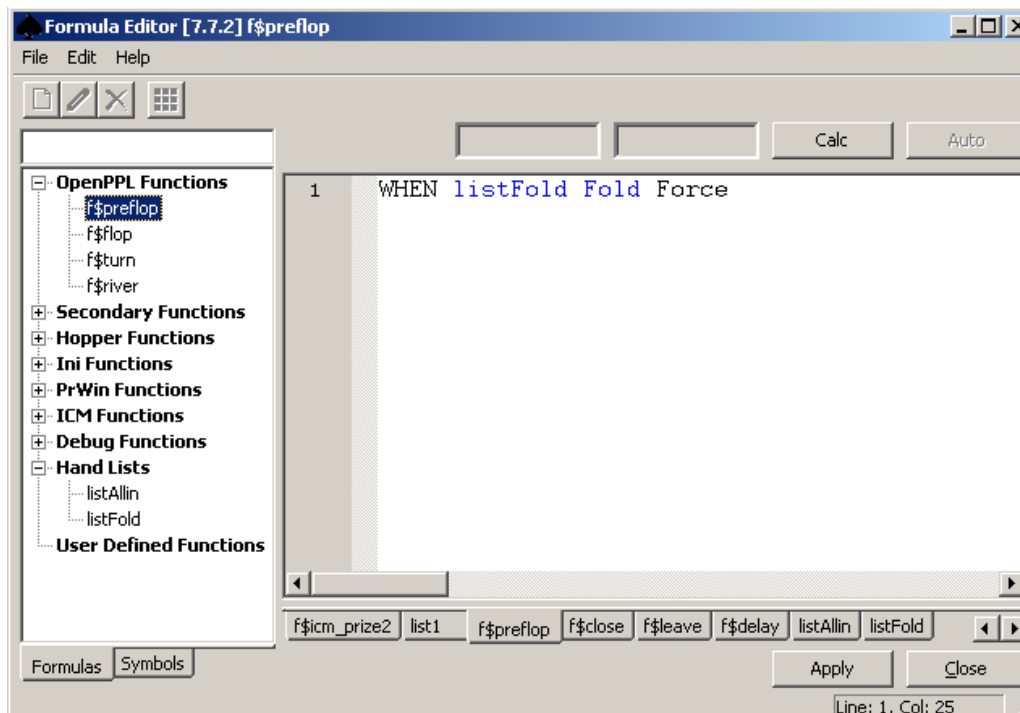 Formula Editor [7.7.2] f$preflop
File Edit Help
Calc
Auto
OpenPPL Functions
f$preflop
f$flop
f$turn
f$river
Secondary Functions
Hopper Functions
Ini Functions
PrWin Functions
ICM Functions
Debug Functions
Hand Lists
listAllin
listFold
User Defined Functions
1 WHEN listFold Fold Force
f$icm_prize2 list1 f$preflop f$close f$leave f$delay listAllin listFold
Formulas Symbols
Apply Close
Line: 1, Col: 25